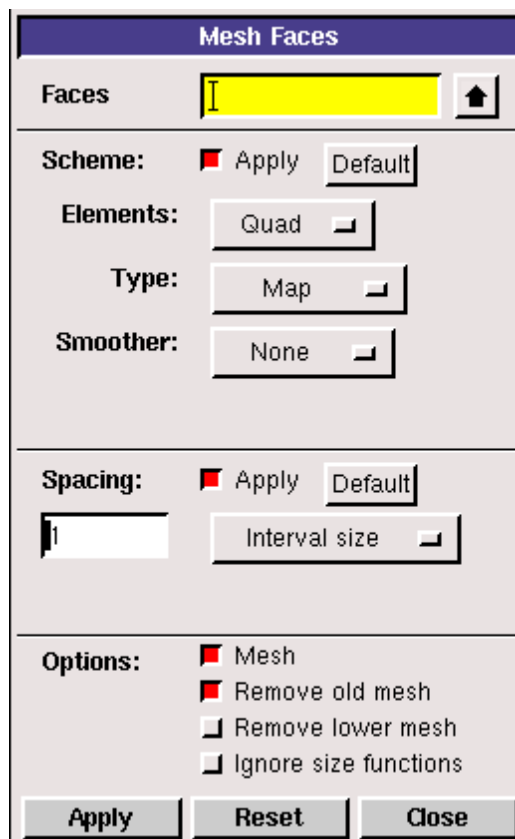 Mesh Faces
Faces
Scheme: Apply Default
Elements: Quad
Type: Map
Smoother: None
Spacing: Apply Default
1 Interval size
Options: Mesh
Remove old mesh
Remove lower mesh
Ignore size functions
Apply Reset Close